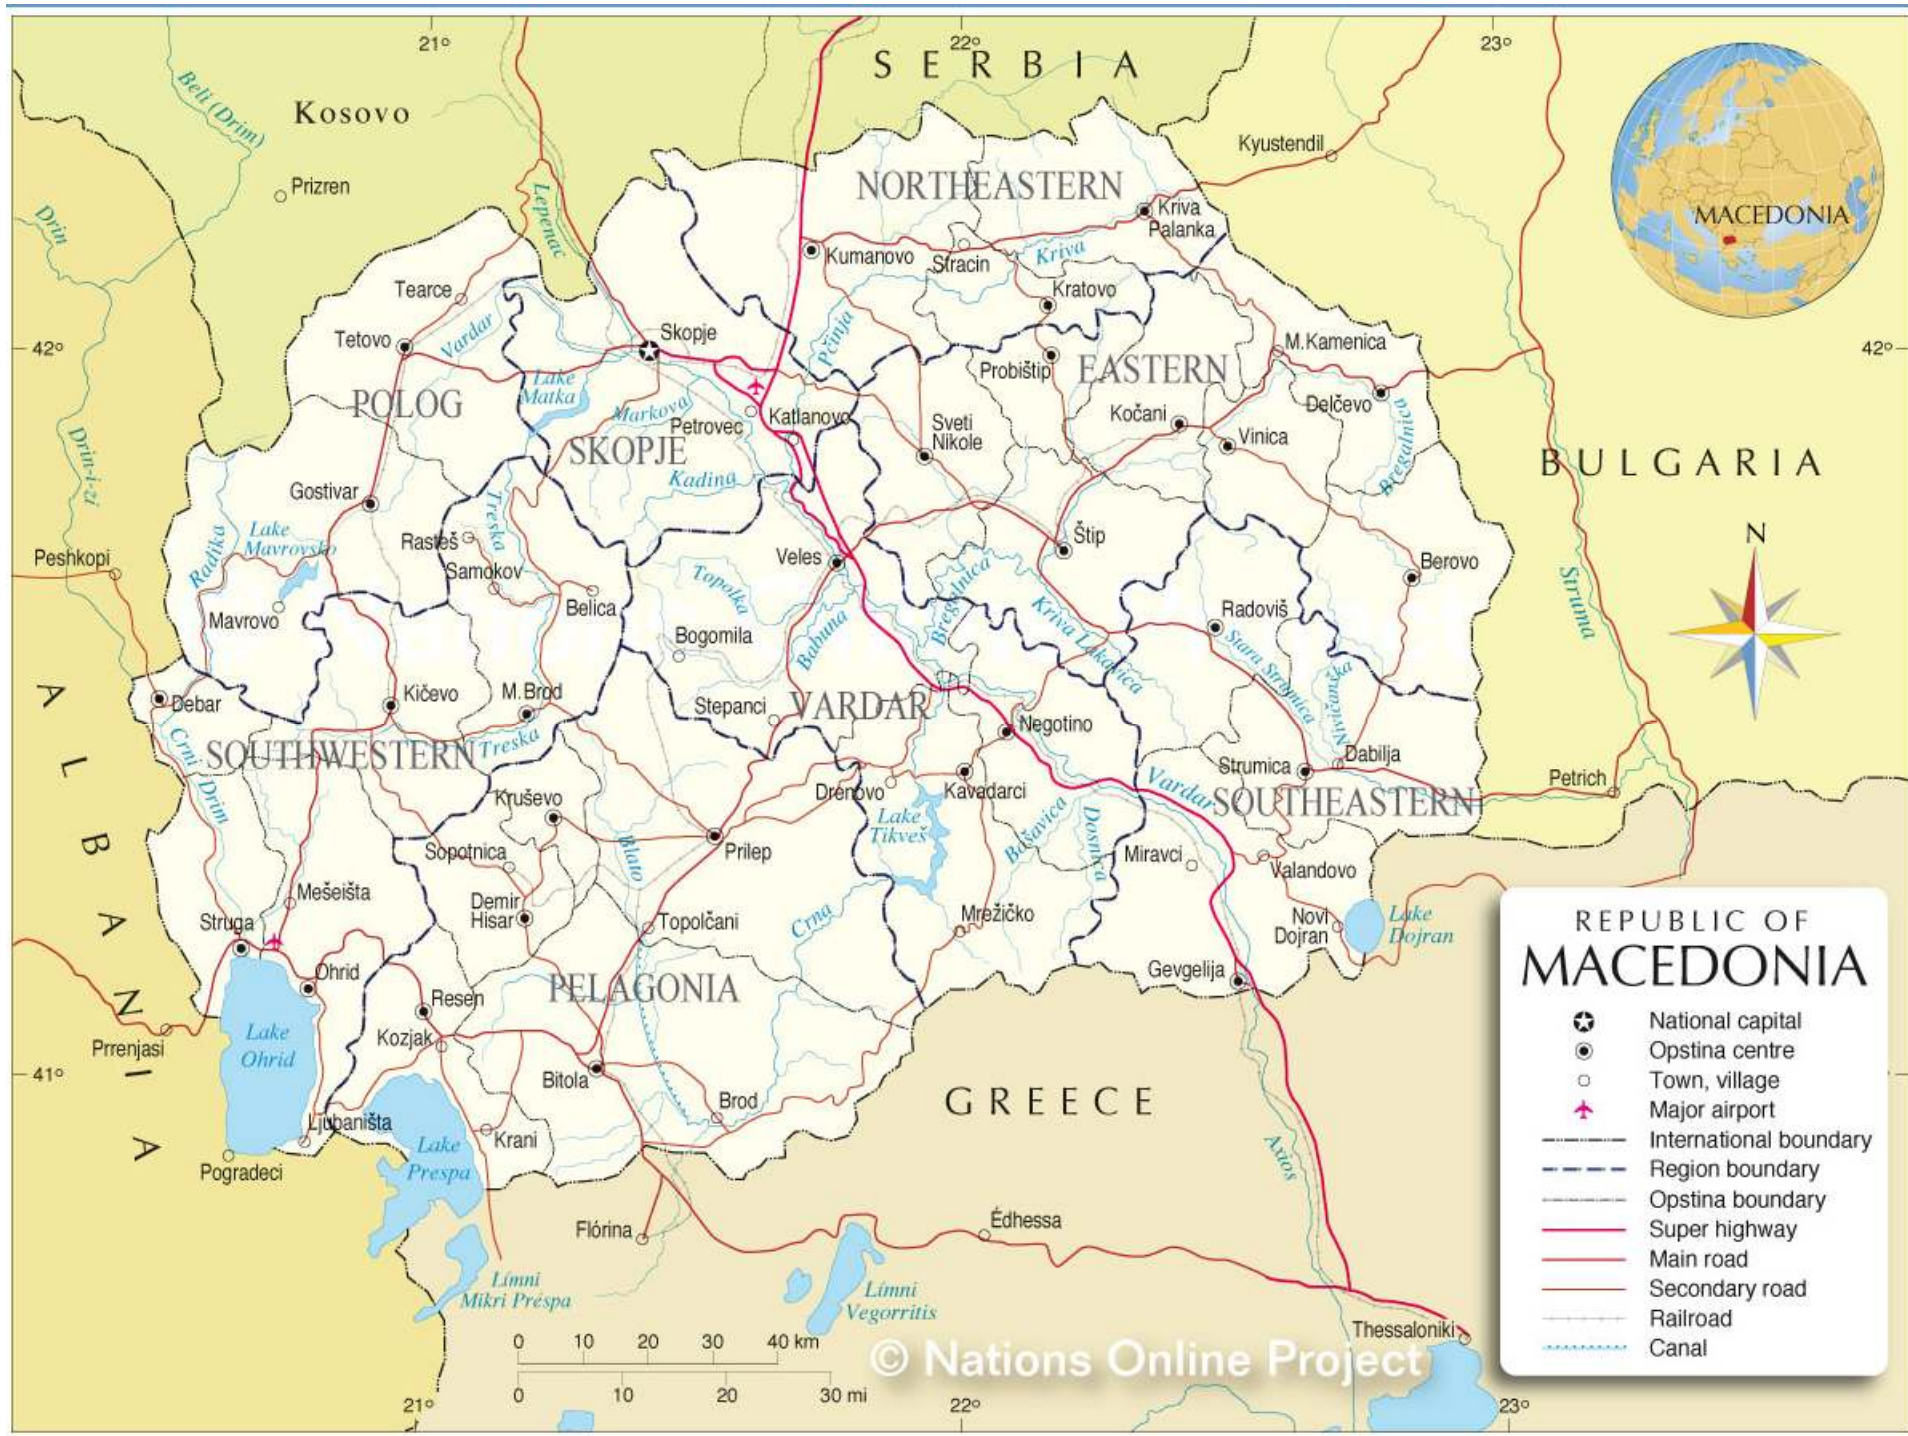 21°
22°
23°
SERBIA
Kosovo
Beli (Drim)
Prizren
Drin
Lepenac
Kyustendil
MACEDONIA
NORTHEASTERN
Kriva
Palanka
Kumanovo
Stracin
Kriva
Tearce
Kratovo
Tetovo
Vardar
Skopje
Pčinja
M.Kamenica
42°
42°
Probištip
EASTERN
Lake
Matka
POLOG
Markova
Petrovec
Katlanovo
Kočani
Delčevo
Bregalnica
Sveti
Nikole
Vinica
SKOPJE
Kadina
BULGARIA
Drin-i-zi
Gostivar
Treska
Radika
Lake
Mavrovsko
Rasteš
Štip
Peshkopi
Samokov
Veles
Berovo
Topolka
Bregalnica
Struma
N
Belica
Mavrovo
Radoviš
Kriva Lakavica
Bogomila
Babuna
Stara Strumica
Nivičanska
Debar
Kičevo
M.Brod
Stepanci
VARDAR
Negotino
ALBANIA
Crni Drim
SOUTHWESTERN
Treska
Strumica
Dabilja
Petrich
Drenovo
Kavadarci
Vardar
SOUTHEASTERN
Kruševo
Lake
Tikveš
Bošavica
Dosnica
Blato
Prilep
Sopotnica
Miravci
Valandovo
Mešeišta
Demir
Hisar
Crna
Mrežičko
Struga
Topolčani
Novi
Dojran
Lake
Dojran
Ohrid
PELAGONIA
Gevgelija
Resen
Lake
Ohrid
Kozjak
Prrenjasi
41°
Bitola
GREECE
Brod
Ljubaništa
Krani
Lake
Prespa
Pogradeci
Axios
Flórina
Édhessa
Límni
Mikri Préspa
Límni
Vegorritis
Thessaloniki
REPUBLIC OF
MACEDONIA
National capital
Opstina centre
Town, village
Major airport
International boundary
Region boundary
Opstina boundary
Super highway
Main road
Secondary road
Railroad
Canal
0 10 20 30 40 km
0 10 20 30 mi
© Nations Online Project
21°
22°
23°